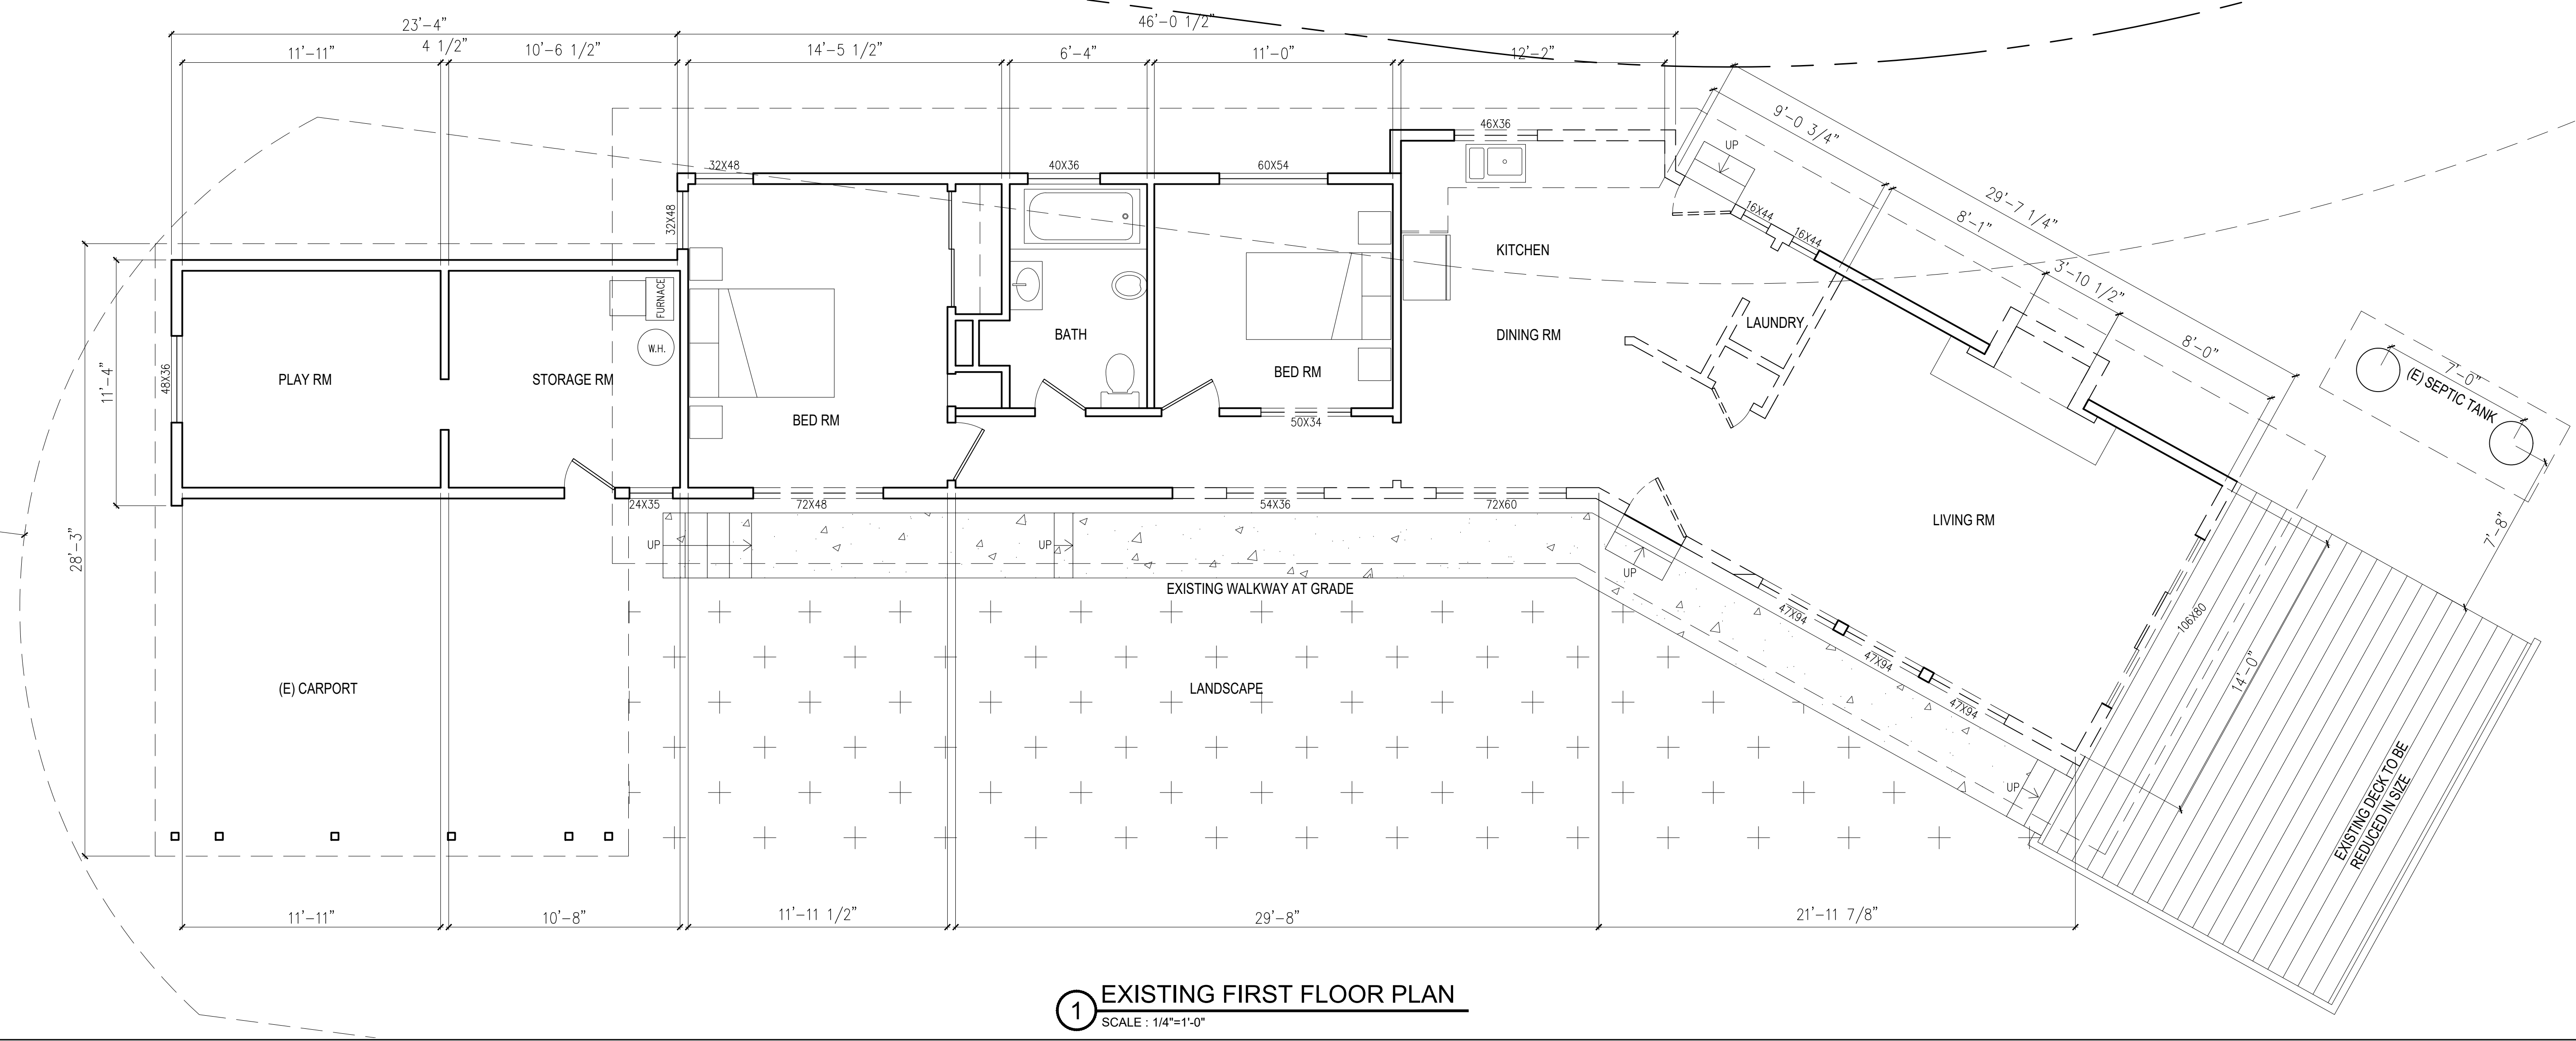 23'-4"
46'-0 1/2"
11'-11"
4 1/2"
10'-6 1/2"
14'-5 1/2"
6'-4"
11'-0"
12'-2"
9'-0 3/4"
29'-7 1/4"
8'-1"
3'-10 1/2"
8'-0"
UP
46X36
32X48
40X36
60X54
32X48
16X44
16X44
KITCHEN
FURNACE
W.H.
BATH
DINING RM
LAUNDRY
28'-3"
11'-4"
48X36
PLAY RM
STORAGE RM
BED RM
BED RM
50X34
7'-0"
(E) SEPTIC TANK
7'-8"
24X35
72X48
54X36
72X60
LIVING RM
UP
UP
UP
EXISTING WALKWAY AT GRADE
47X94
47X94
47X94
106X80
14'-0"
(E) CARPORT
LANDSCAPE
UP
EXISTING DECK TO BE
REDUCED IN SIZE
11'-11"
10'-8"
11'-11 1/2"
29'-8"
21'-11 7/8"
1
EXISTING FIRST FLOOR PLAN
SCALE : 1/4"=1'-0"